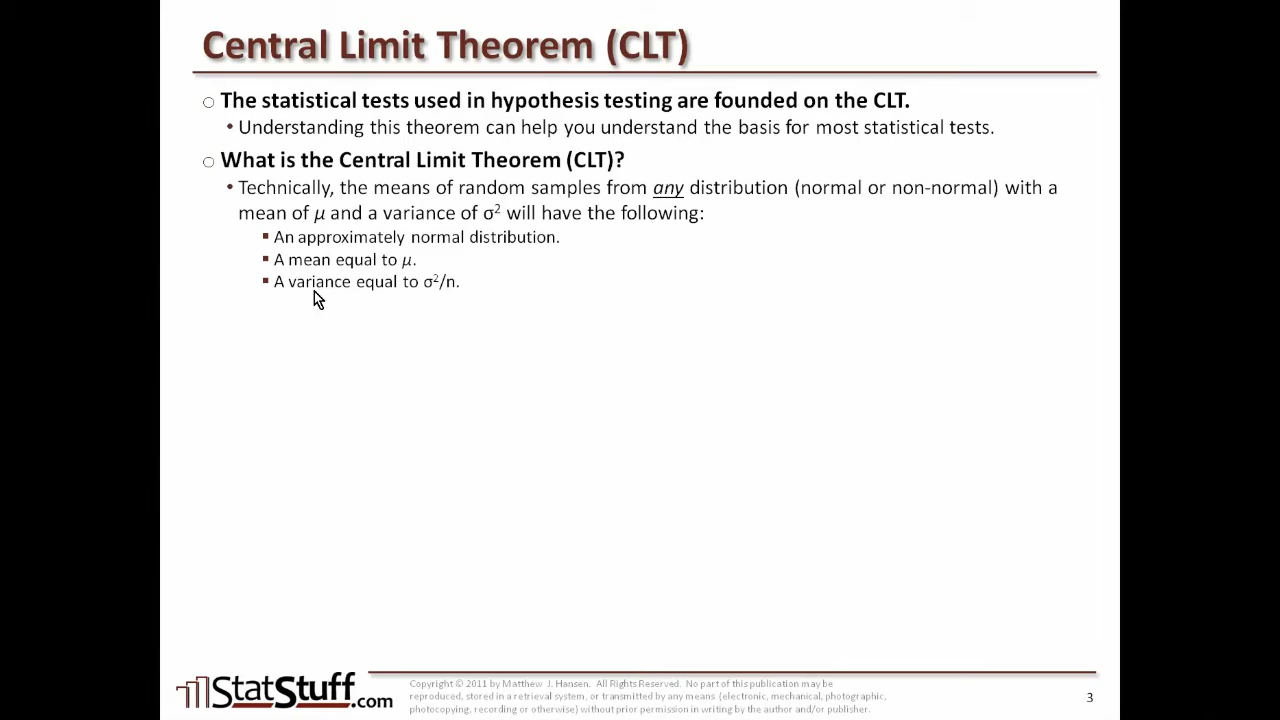 Central Limit Theorem (CLT)
○ The statistical tests used in hypothesis testing are founded on the CLT.
• Understanding this theorem can help you understand the basis for most statistical tests.
○ What is the Central Limit Theorem (CLT)?
• Technically, the means of random samples from any distribution (normal or non-normal) with a
mean of μ and a variance of σ² will have the following:
▪ An approximately normal distribution.
▪ A mean equal to μ.
▪ A variance equal to σ²/n.
StatStuff.com
Copyright © 2011 by Matthew J. Hansen. All Rights Reserved. No part of this publication may be
reproduced, stored in a retrieval system, or transmitted by any means (electronic, mechanical, photographic,
photocopying, recording or otherwise) without prior permission in writing by the author and/or publisher.
3